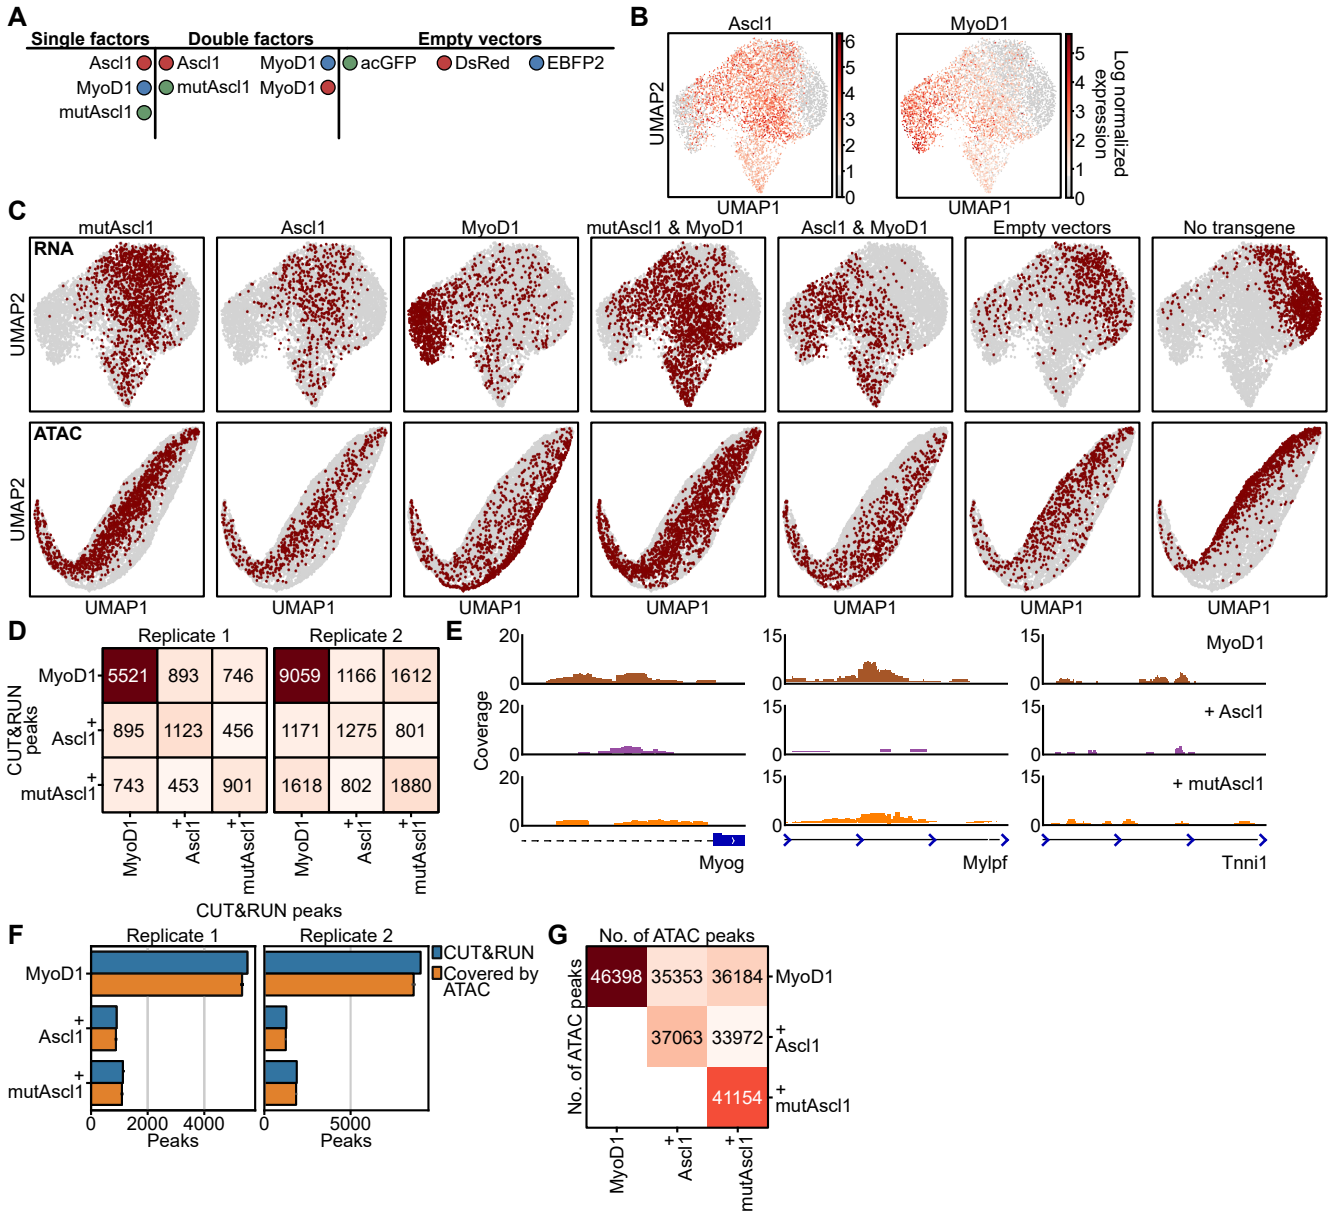 A
Single factors Double factors Empty vectors
Ascl1 Ascl1 MyoD1 acGFP DsRed EBFP2
MyoD1 mutAscl1 MyoD1
mutAscl1
B
Ascl1 MyoD1
UMAP2
6
5
4
3
2
1
0
5
4
3
2
1
0
Log normalized
expression
UMAP1 UMAP1
C
mutAscl1 Ascl1 MyoD1 mutAscl1 & MyoD1 Ascl1 & MyoD1 Empty vectors No transgene
RNA
UMAP2
ATAC
UMAP2
UMAP1 UMAP1 UMAP1 UMAP1 UMAP1 UMAP1 UMAP1
D
Replicate 1 Replicate 2
CUT&RUN
peaks
MyoD1 5521 893 746 9059 1166 1612
+
Ascl1 895 1123 456 1171 1275 801
+
mutAscl1 743 453 901 1618 802 1880
MyoD1
+
Ascl1
+
mutAscl1
MyoD1
+
Ascl1
+
mutAscl1
CUT&RUN peaks
E
Coverage
20 15 15 MyoD1
0 0 0
20 15 15 + Ascl1
0 0 0
20 15 15 + mutAscl1
0 0 0
Myog Mylpf Tnni1
F
Replicate 1 Replicate 2
CUT&RUN
Covered by
ATAC
MyoD1
+
Ascl1
+
mutAscl1
0 2000 4000 0 5000
Peaks Peaks
G
No. of ATAC peaks
No. of ATAC peaks
46398 35353 36184 MyoD1
37063 33972 +
Ascl1
41154 +
mutAscl1
MyoD1
+
Ascl1
+
mutAscl1